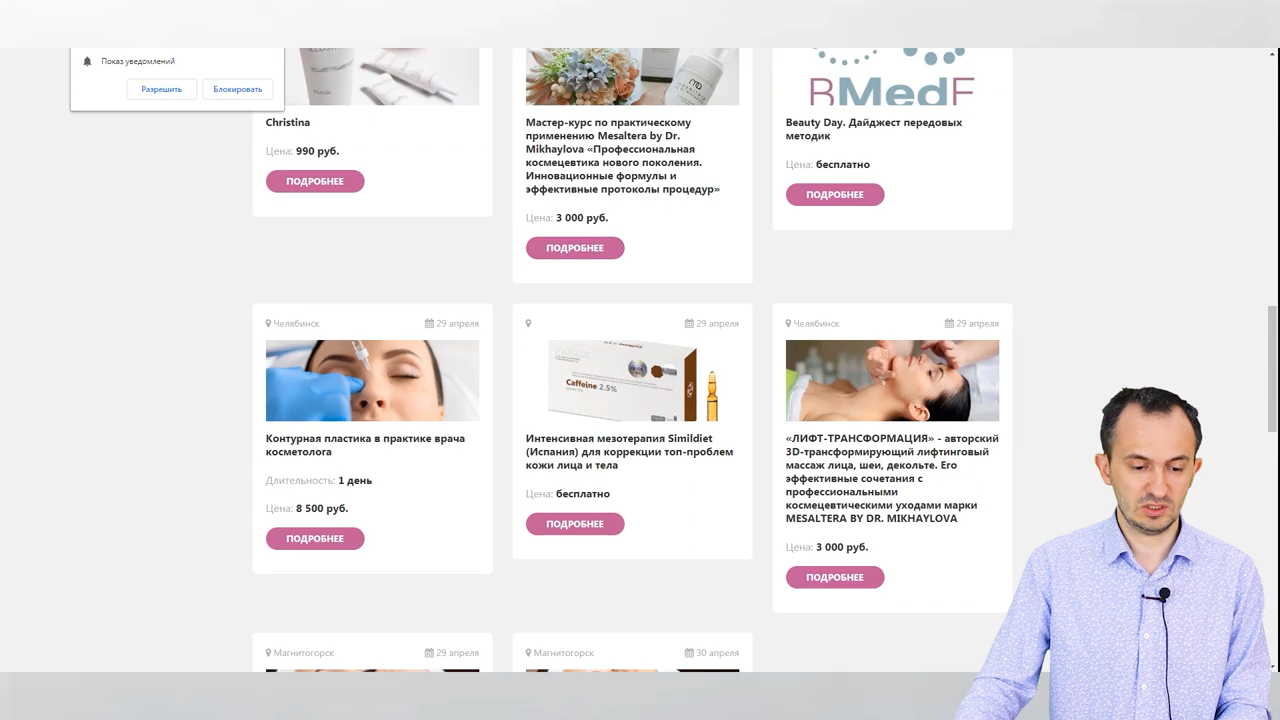 Показ уведомлений
Разрешить
Блокировать
MASK
BMedF
Christina
Цена: 990 руб.
ПОДРОБНЕЕ
Мастер-курс по практическому
применению Mesaltera by Dr.
Mikhaylova «Профессиональная
космецевтика нового поколения.
Инновационные формулы и
эффективные протоколы процедур»
Цена: 3 000 руб.
ПОДРОБНЕЕ
Beauty Day. Дайджест передовых
методик
Цена: бесплатно
ПОДРОБНЕЕ
Челябинск
29 апреля
Контурная пластика в практике врача
косметолога
Длительность: 1 день
Цена: 8 500 руб.
ПОДРОБНЕЕ
29 апреля
Caffeine 2.5%
Интенсивная мезотерапия Simildiet
(Испания) для коррекции топ-проблем
кожи лица и тела
Цена: бесплатно
ПОДРОБНЕЕ
Челябинск
29 апреля
«ЛИФТ-ТРАНСФОРМАЦИЯ» - авторский
3D-трансформирующий лифтинговый
массаж лица, шеи, декольте. Его
эффективные сочетания с
профессиональными
космецевтическими уходами марки
MESALTERA BY DR. MIKHAYLOVA
Цена: 3 000 руб.
ПОДРОБНЕЕ
Магнитогорск
29 апреля
Магнитогорск
30 апреля